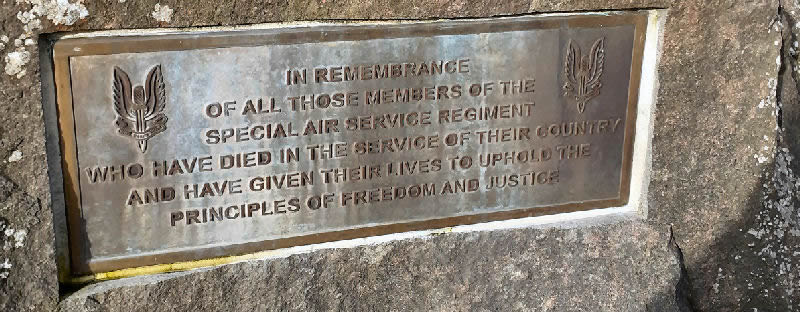 IN REMEMBRANCE
OF ALL THOSE MEMBERS OF THE
SPECIAL AIR SERVICE REGIMENT
WHO HAVE DIED IN THE SERVICE OF THEIR COUNTRY
AND HAVE GIVEN THEIR LIVES TO UPHOLD THE
PRINCIPLES OF FREEDOM AND JUSTICE